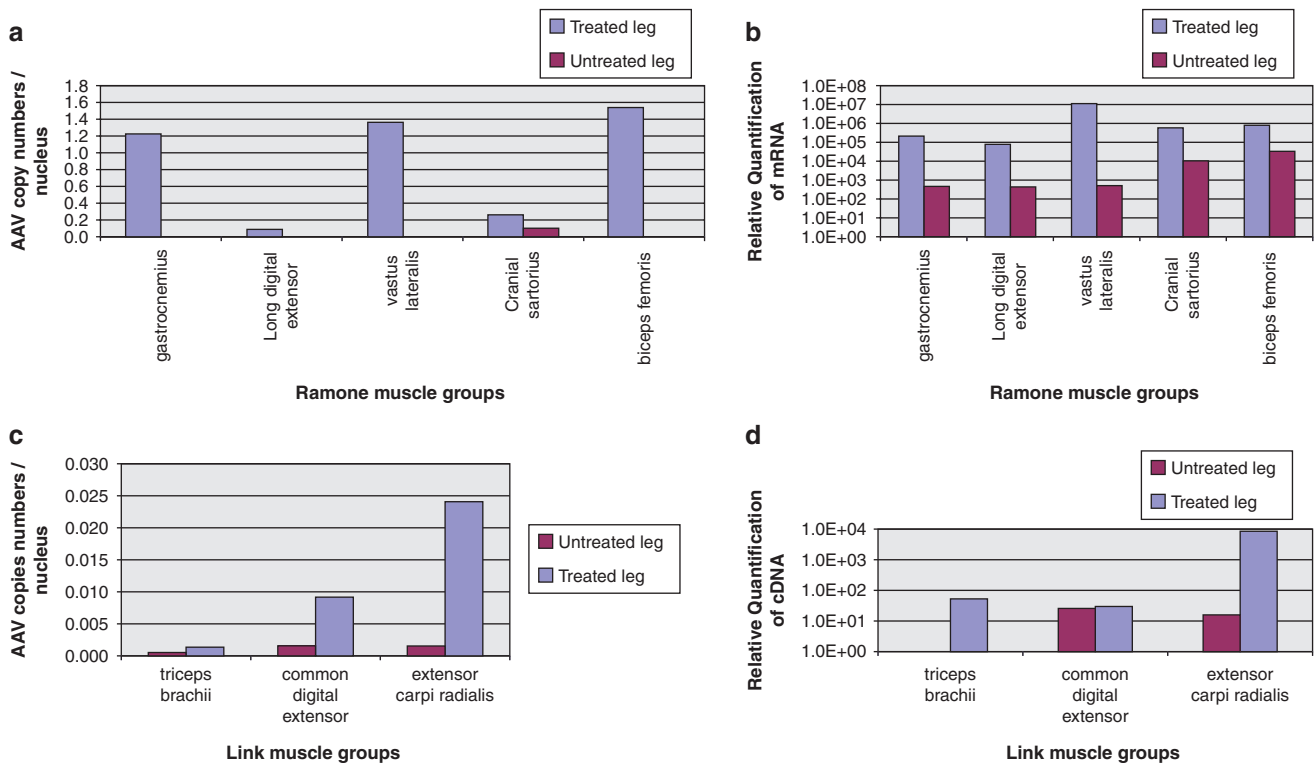 a
Treated leg
Untreated leg
AAV copy numbers /
nucleus
1.8
1.6
1.4
1.2
1.0
0.8
0.6
0.4
0.2
0.0
gastrocnemius
Long digital
extensor
vastus
lateralis
Cranial
sartorius
biceps femoris
Ramone muscle groups
b
Treated leg
Untreated leg
Relative Quantification
of mRNA
1.0E+08
1.0E+07
1.0E+06
1.0E+05
1.0E+04
1.0E+03
1.0E+02
1.0E+01
1.0E+00
gastrocnemius
Long digital
extensor
vastus
lateralis
Cranial
sartorius
biceps femoris
Ramone muscle groups
c
AAV copies numbers /
nucleus
0.030
0.025
0.020
0.015
0.010
0.005
0.000
triceps
brachii
common
digital
extensor
extensor
carpi radialis
Untreated leg
Treated leg
Link muscle groups
d
Untreated leg
Treated leg
Relative Quantification
of cDNA
1.0E+04
1.0E+03
1.0E+02
1.0E+01
1.0E+00
triceps
brachii
common
digital
extensor
extensor
carpi radialis
Link muscle groups